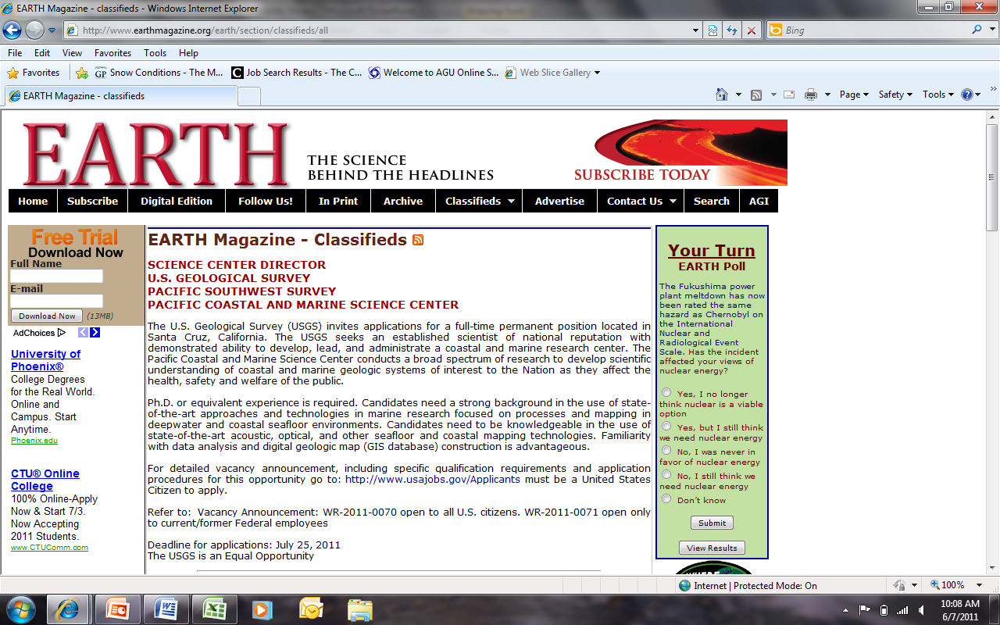 EARTH Magazine - classifieds - Windows Internet Explorer
http://www.earthmagazine.org/earth/section/classifieds/all
Bing
File Edit View Favorites Tools Help
Favorites
GP Snow Conditions - The M...
C Job Search Results - The C...
Welcome to AGU Online S...
Web Slice Gallery
EARTH Magazine - classifieds
Page Safety Tools
EARTH
THE SCIENCE
BEHIND THE HEADLINES
SUBSCRIBE TODAY
Home Subscribe Digital Edition Follow Us! In Print Archive Classifieds Advertise Contact Us Search AGI
Free Trial
Download Now
Full Name
E-mail
Download Now (13MB)
AdChoices
University of
Phoenix®
College Degrees
for the Real World.
Online and
Campus. Start
Anytime.
Phoenix.edu
CTU® Online
College
100% Online-Apply
Now & Start 7/3.
Now Accepting
2011 Students.
www.CTUComm.com
EARTH Magazine - Classifieds
SCIENCE CENTER DIRECTOR
U.S. GEOLOGICAL SURVEY
PACIFIC SOUTHWEST SURVEY
PACIFIC COASTAL AND MARINE SCIENCE CENTER
The U.S. Geological Survey (USGS) invites applications for a full-time permanent position located in
Santa Cruz, California. The USGS seeks an established scientist of national reputation with
demonstrated ability to develop, lead, and administrate a coastal and marine research center. The
Pacific Coastal and Marine Science Center conducts a broad spectrum of research to develop scientific
understanding of coastal and marine geologic systems of interest to the Nation as they affect the
health, safety and welfare of the public.
Ph.D. or equivalent experience is required. Candidates need a strong background in the use of state-
of-the-art approaches and technologies in marine research focused on processes and mapping in
deepwater and coastal seafloor environments. Candidates need to be knowledgeable in the use of
state-of-the-art acoustic, optical, and other seafloor and coastal mapping technologies. Familiarity
with data analysis and digital geologic map (GIS database) construction is advantageous.
For detailed vacancy announcement, including specific qualification requirements and application
procedures for this opportunity go to: http://www.usajobs.gov/Applicants must be a United States
Citizen to apply.
Refer to: Vacancy Announcement: WR-2011-0070 open to all U.S. citizens. WR-2011-0071 open only
to current/former Federal employees
Deadline for applications: July 25, 2011
The USGS is an Equal Opportunity
Your Turn
EARTH Poll
The Fukushima power
plant meltdown has now
been rated the same
hazard as Chernobyl on
the International
Nuclear and
Radiological Event
Scale. Has the incident
affected your views of
nuclear energy?
Yes, I no longer
think nuclear is a viable
option
Yes, but I still think
we need nuclear energy
No, I was never in
favor of nuclear energy
No, I still think we
need nuclear energy
Don't know
Submit
View Results
Internet | Protected Mode: On
100%
10:08 AM
6/7/2011